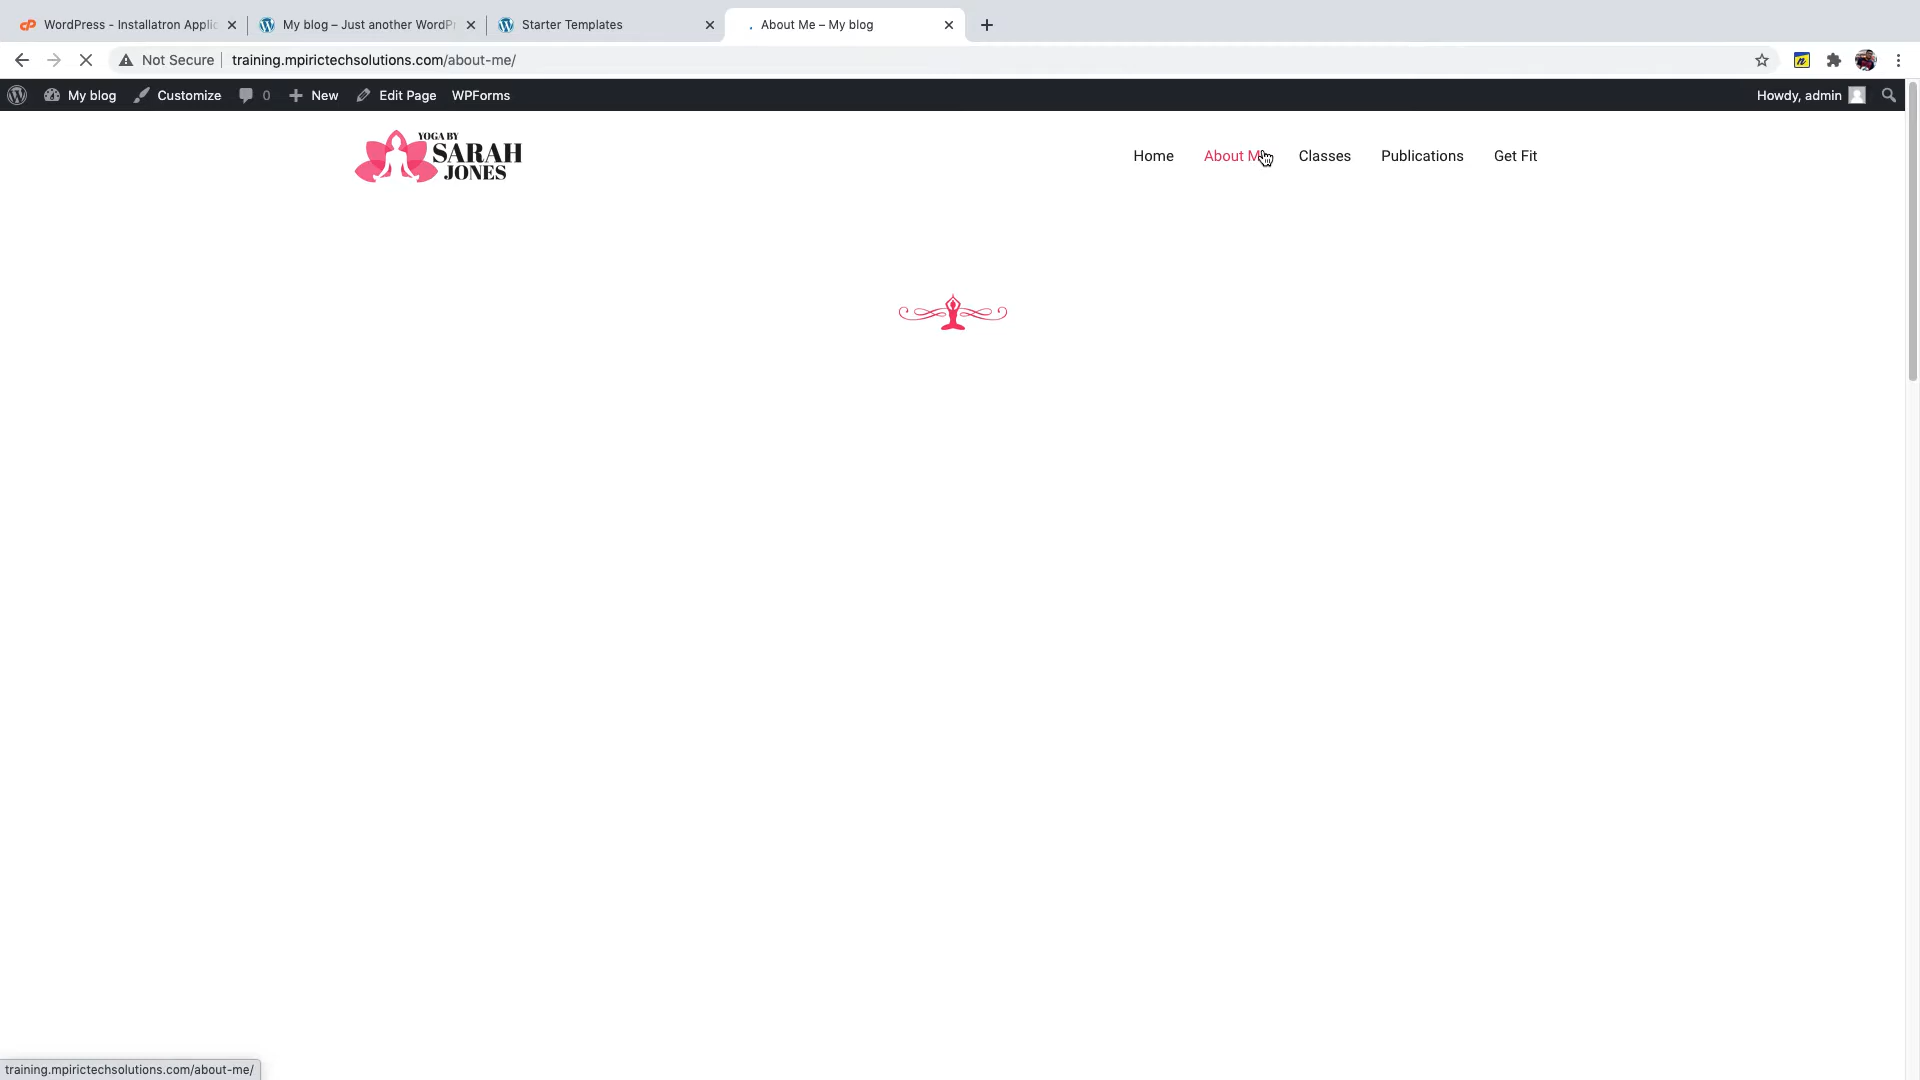 WordPress - Installatron Applic
My blog – Just another WordPr
Starter Templates
About Me – My blog
Not Secure
training.mpirictechsolutions.com/about-me/
My blog
Customize
0
New
Edit Page
WPForms
Howdy, admin
YOGA BY
SARAH
JONES
Home
About M
Classes
Publications
Get Fit
training.mpirictechsolutions.com/about-me/